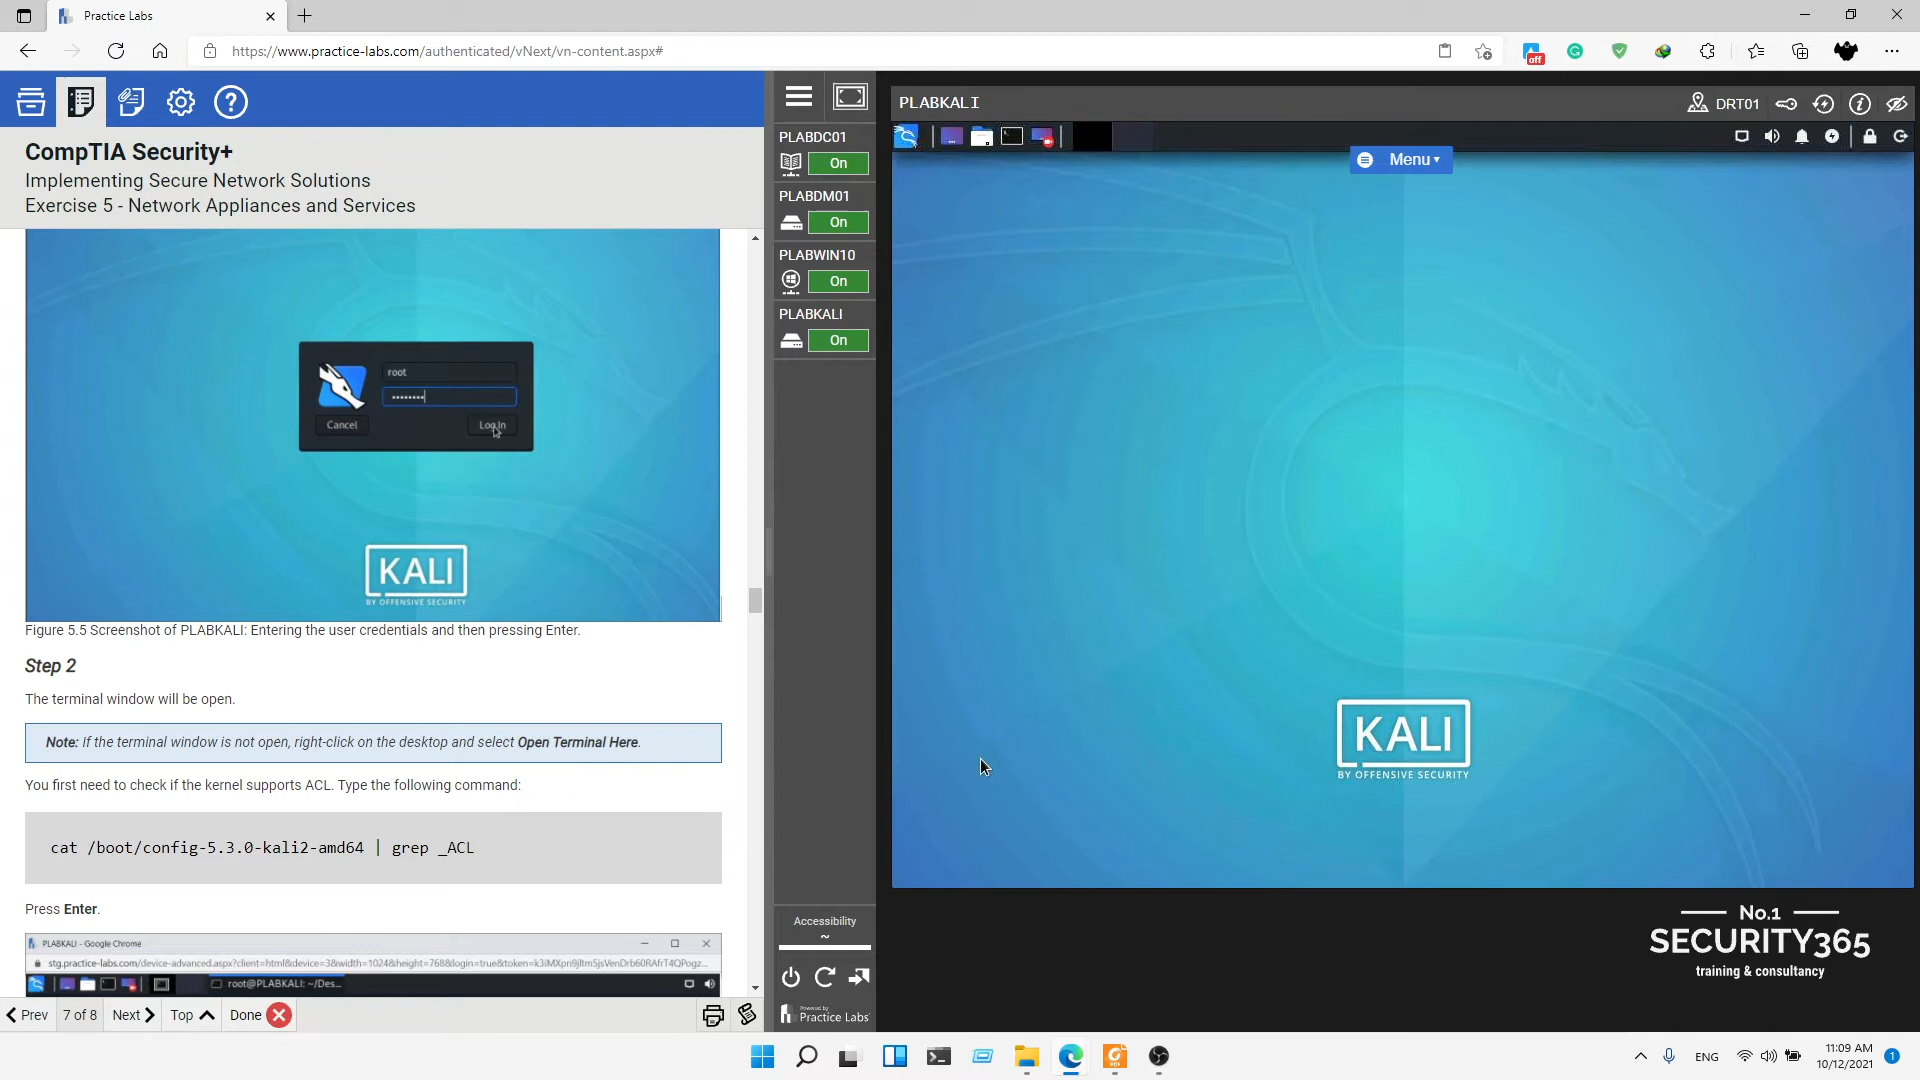 Practice Labs
https://www.practice-labs.com/authenticated/vNext/vn-content.aspx#
off
CompTIA Security+
Implementing Secure Network Solutions
Exercise 5 - Network Appliances and Services
root
Cancel
Log In
KALI
BY OFFENSIVE SECURITY
Figure 5.5 Screenshot of PLABKALI: Entering the user credentials and then pressing Enter.
Step 2
The terminal window will be open.
Note: If the terminal window is not open, right-click on the desktop and select Open Terminal Here.
You first need to check if the kernel supports ACL. Type the following command:
cat /boot/config-5.3.0-kali2-amd64 | grep _ACL
Press Enter.
PLABKALI - Google Chrome
root@PLABKALI: ~/Des...
Prev
7 of 8
Next
Top
Done
PLABDC01
On
PLABDM01
On
PLABWIN10
On
PLABKALI
On
Accessibility
~
Powered by
Practice Labs
PLABKALI
DRT01
Menu
KALI
BY OFFENSIVE SECURITY
No.1
SECURITY365
training & consultancy
PDF
ENG
11:09 AM
10/12/2021
1